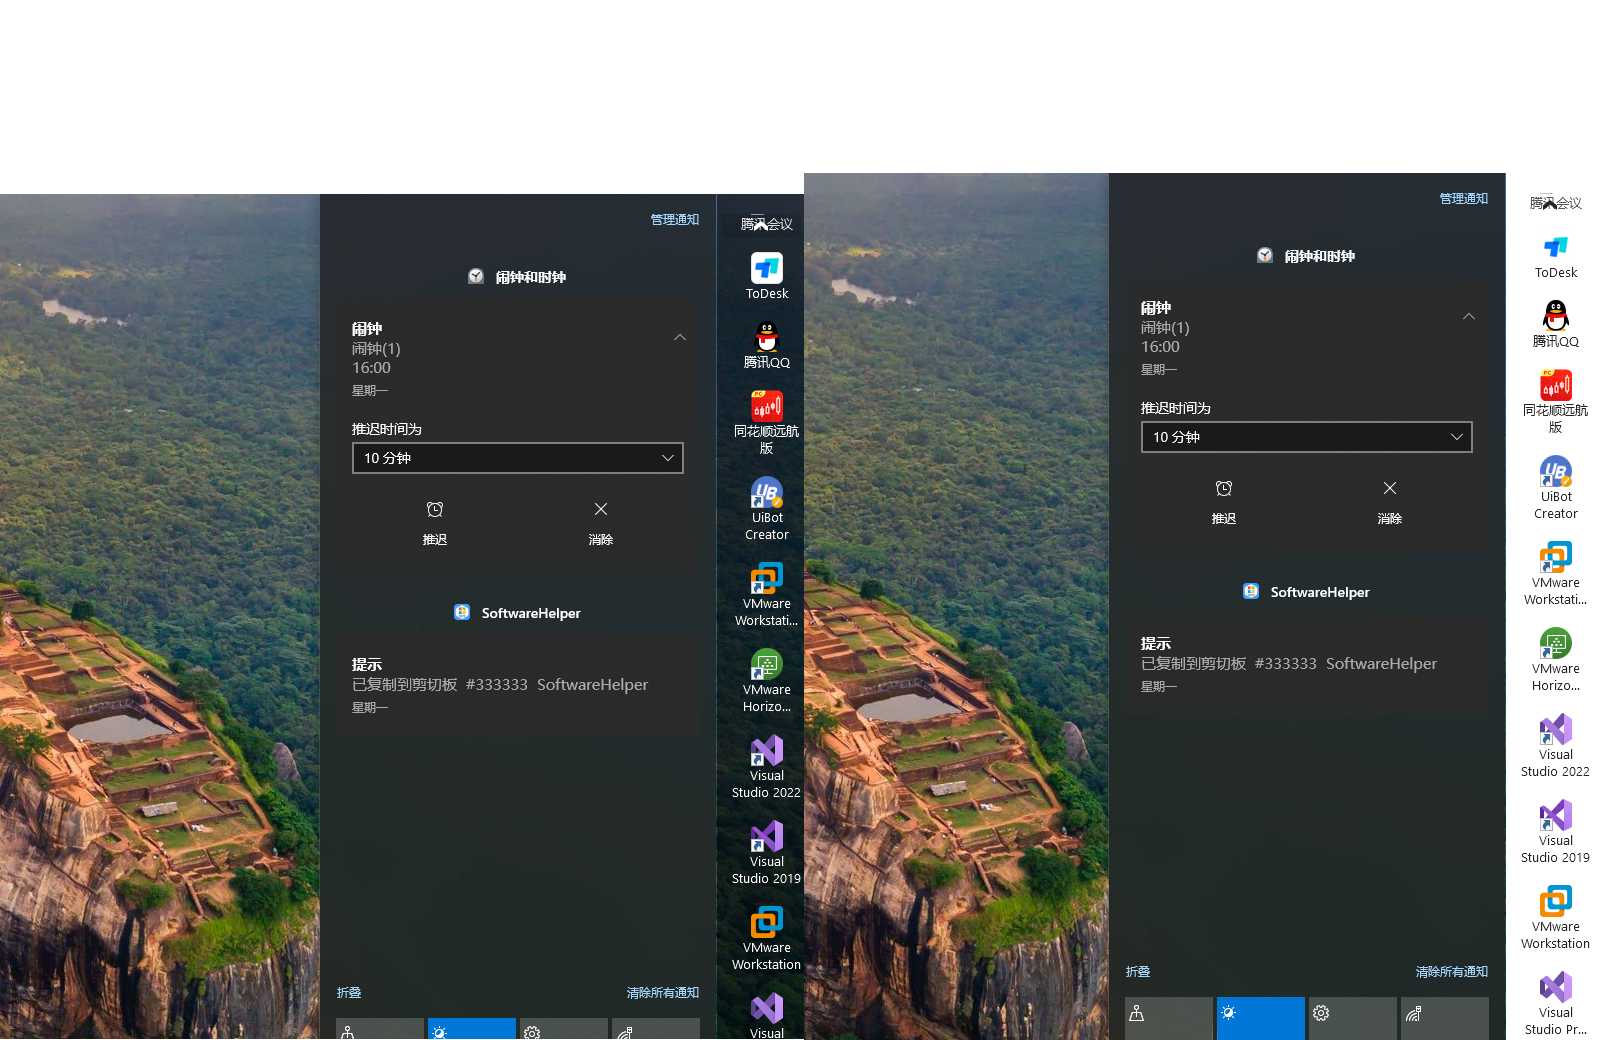 管理通知
闹钟和时钟
闹钟
闹钟(1)
16:00
星期一
推迟时间为
10 分钟
推迟
消除
SoftwareHelper
提示
已复制到剪切板 #333333 SoftwareHelper
星期一
折叠
清除所有通知
腾讯会议
ToDesk
腾讯QQ
同花顺远航
版
UiBot
Creator
VMware
Workstati...
VMware
Horizo...
Visual
Studio 2022
Visual
Studio 2019
VMware
Workstation
Visual
管理通知
闹钟和时钟
闹钟
闹钟(1)
16:00
星期一
推迟时间为
10 分钟
推迟
消除
SoftwareHelper
提示
已复制到剪切板 #333333 SoftwareHelper
星期一
折叠
清除所有通知
腾讯会议
ToDesk
腾讯QQ
同花顺远航
版
UiBot
Creator
VMware
Workstati...
VMware
Horizo...
Visual
Studio 2022
Visual
Studio 2019
VMware
Workstation
Visual
Studio Pr...